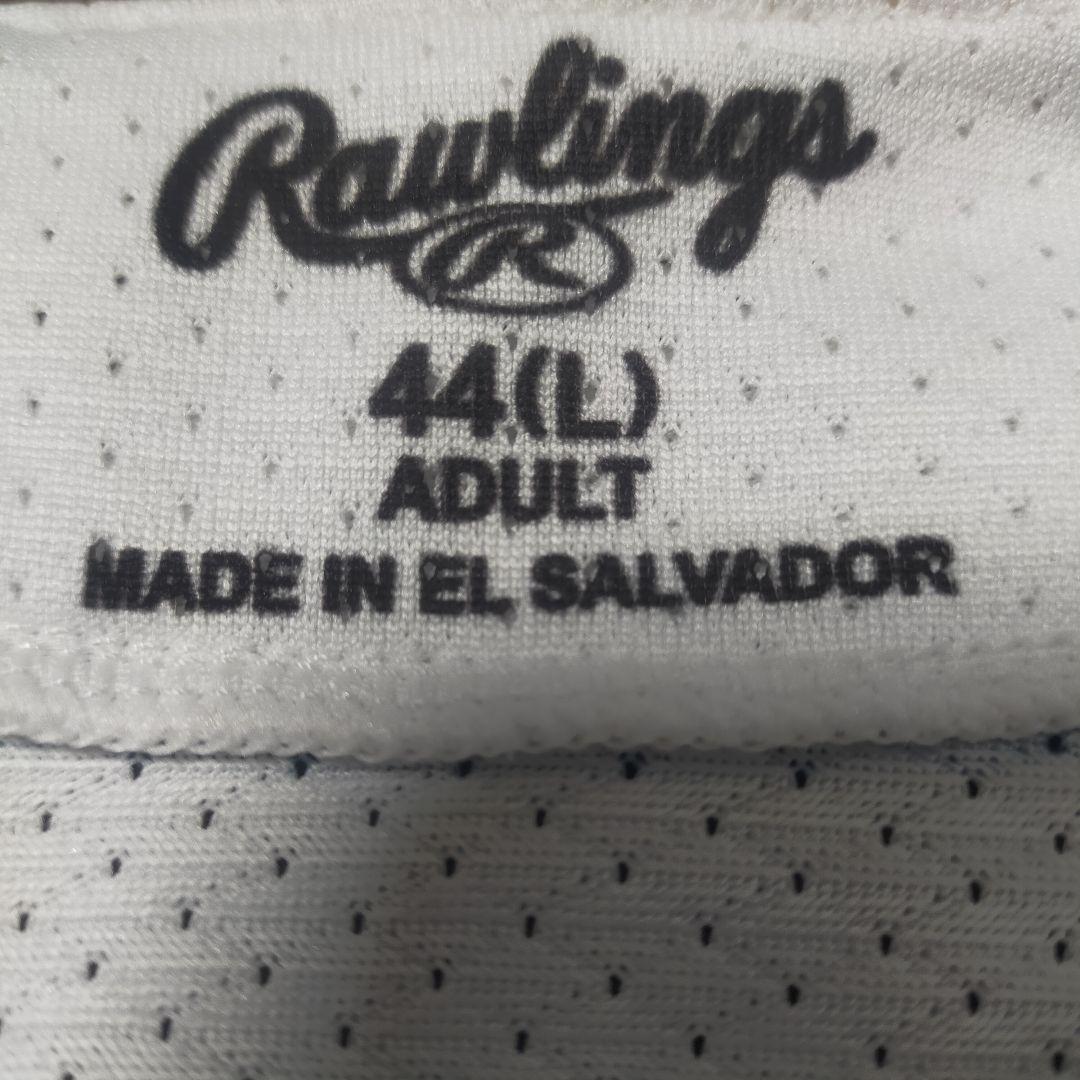 Rawlings
R
44(L)
ADULT
MADE IN EL SALVADOR